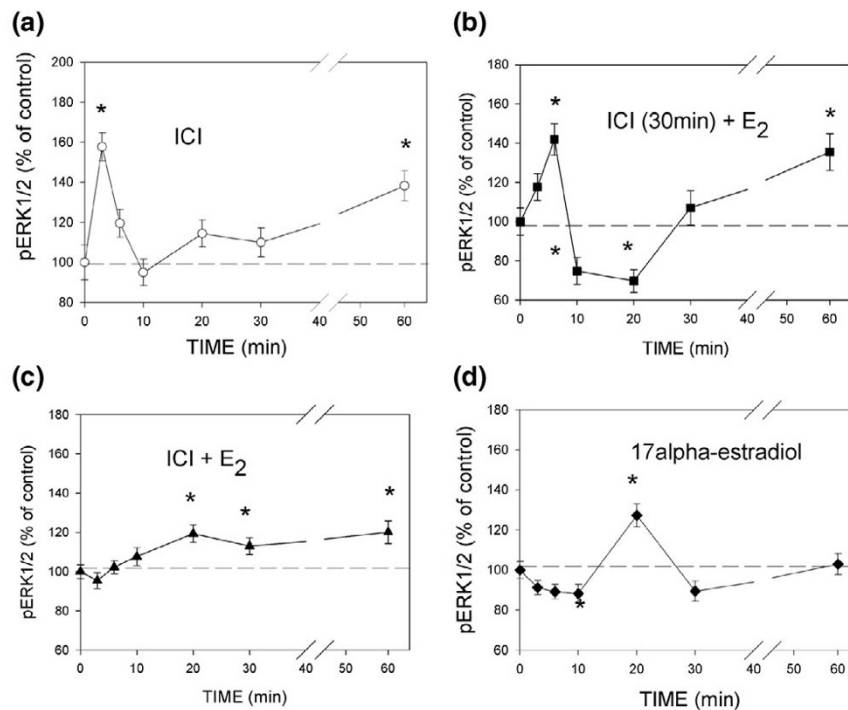 (a)
200
180
160
140
120
100
80
pERK1/2 (% of control)
*
ICI
*
0 10 20 30 40 50 60
TIME (min)
(b)
180
160
140
120
100
80
60
pERK1/2 (% of control)
*
ICI (30min) + E2
*
*
*
0 10 20 30 40 50 60
TIME (min)
(c)
180
160
140
120
100
80
60
pERK1/2 (% of control)
ICI + E2
*
*
*
0 10 20 30 40 50 60
TIME (min)
(d)
180
160
140
120
100
80
60
pERK1/2 (% of control)
17alpha-estradiol
*
*
0 10 20 30 40 50 60
TIME (min)